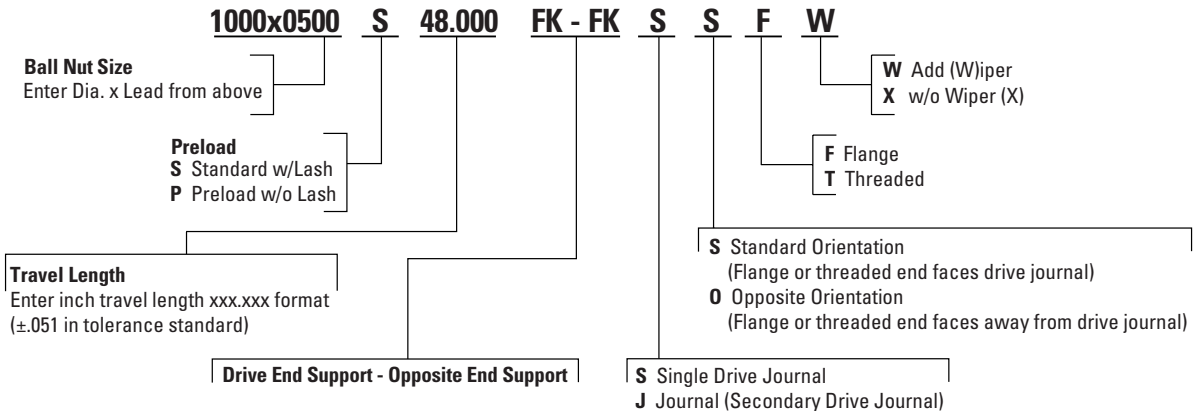 1000x0500 S 48.000 FK - FK S S F W
Ball Nut Size
Enter Dia. x Lead from above
W Add (W)iper
X w/o Wiper (X)
Preload
S Standard w/Lash
P Preload w/o Lash
F Flange
T Threaded
Travel Length
Enter inch travel length xxx.xxx format
(±.051 in tolerance standard)
S Standard Orientation
(Flange or threaded end faces drive journal)
O Opposite Orientation
(Flange or threaded end faces away from drive journal)
Drive End Support - Opposite End Support
S Single Drive Journal
J Journal (Secondary Drive Journal)